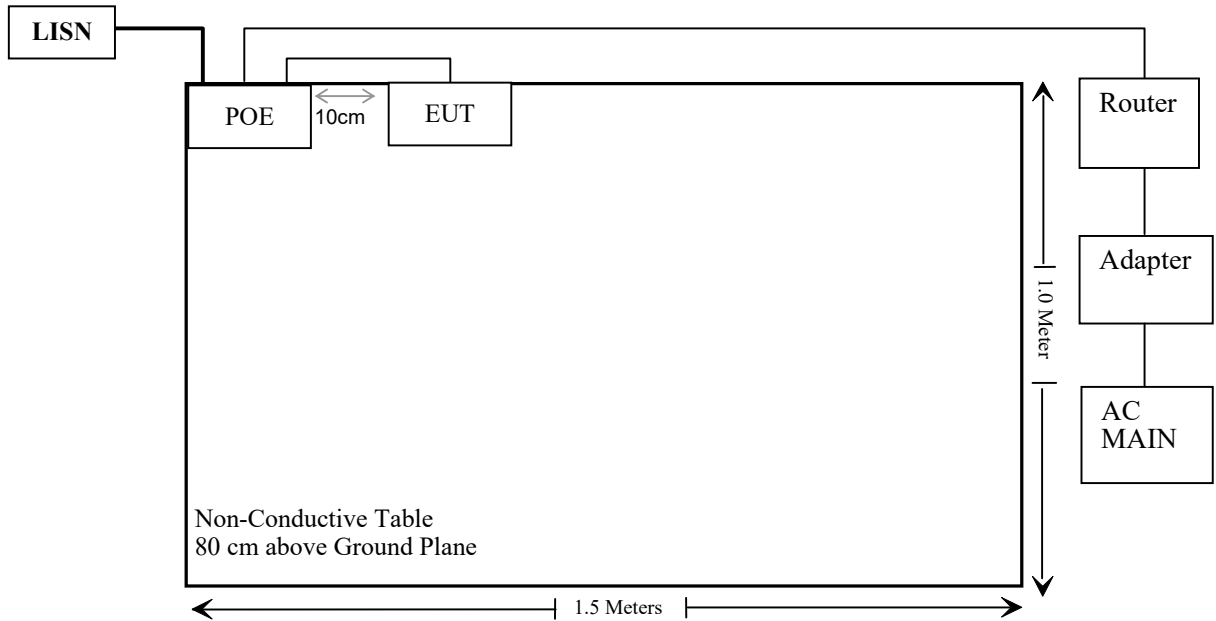 LISN
POE
10cm
EUT
Router
Adapter
1.0 Meter
AC
MAIN
Non-Conductive Table
80 cm above Ground Plane
1.5 Meters